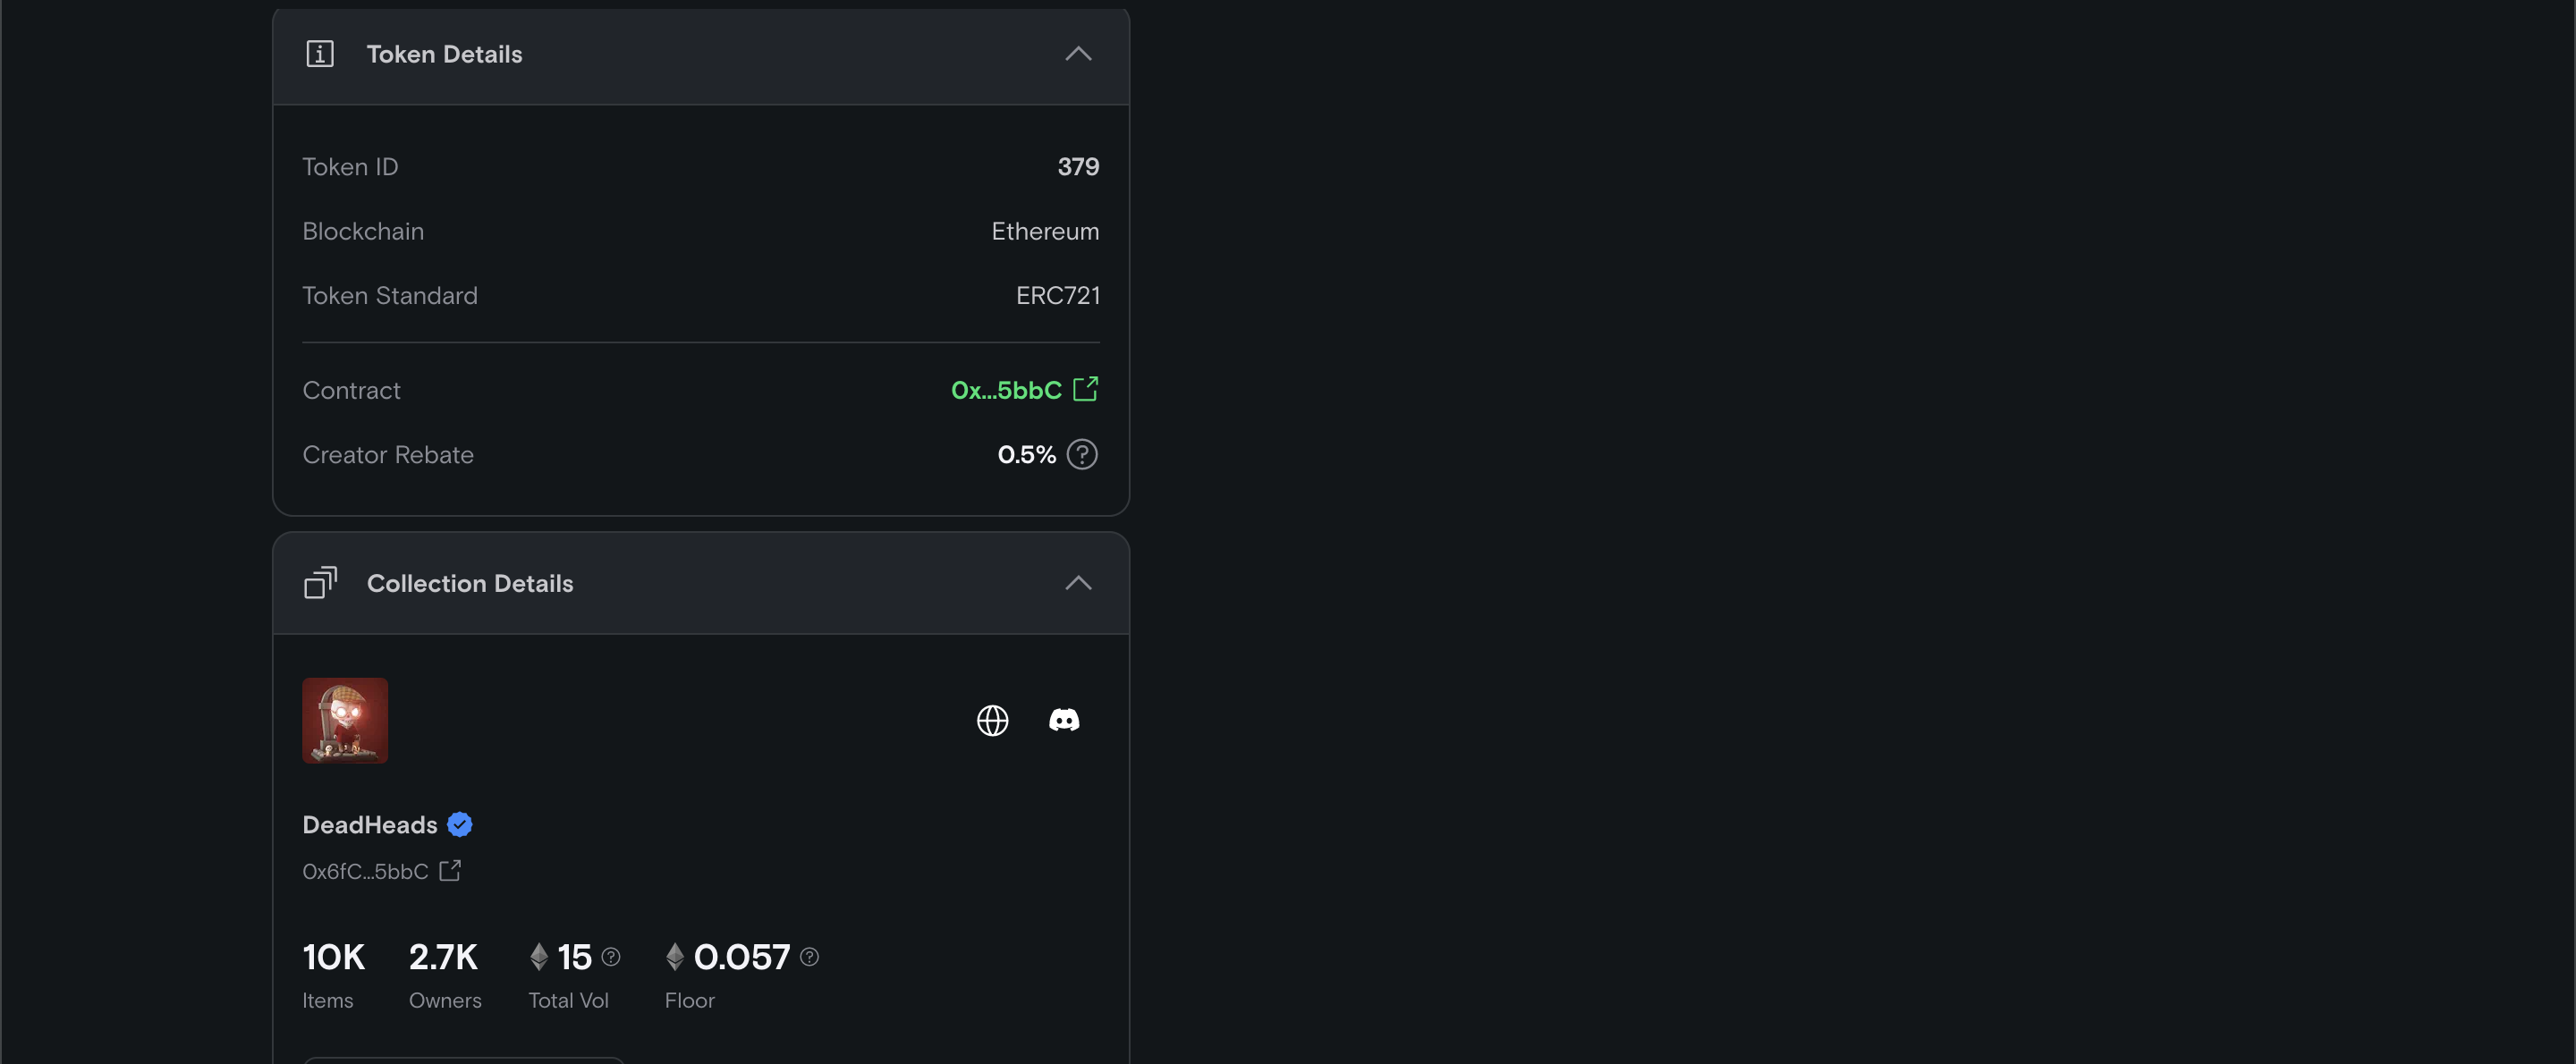 Token Details
Token ID 379
Blockchain Ethereum
Token Standard ERC721
Contract 0x...5bbC
Creator Rebate 0.5%
Collection Details
DeadHeads
0x6fC...5bbC
10K 2.7K 15 0.057
Items Owners Total Vol Floor